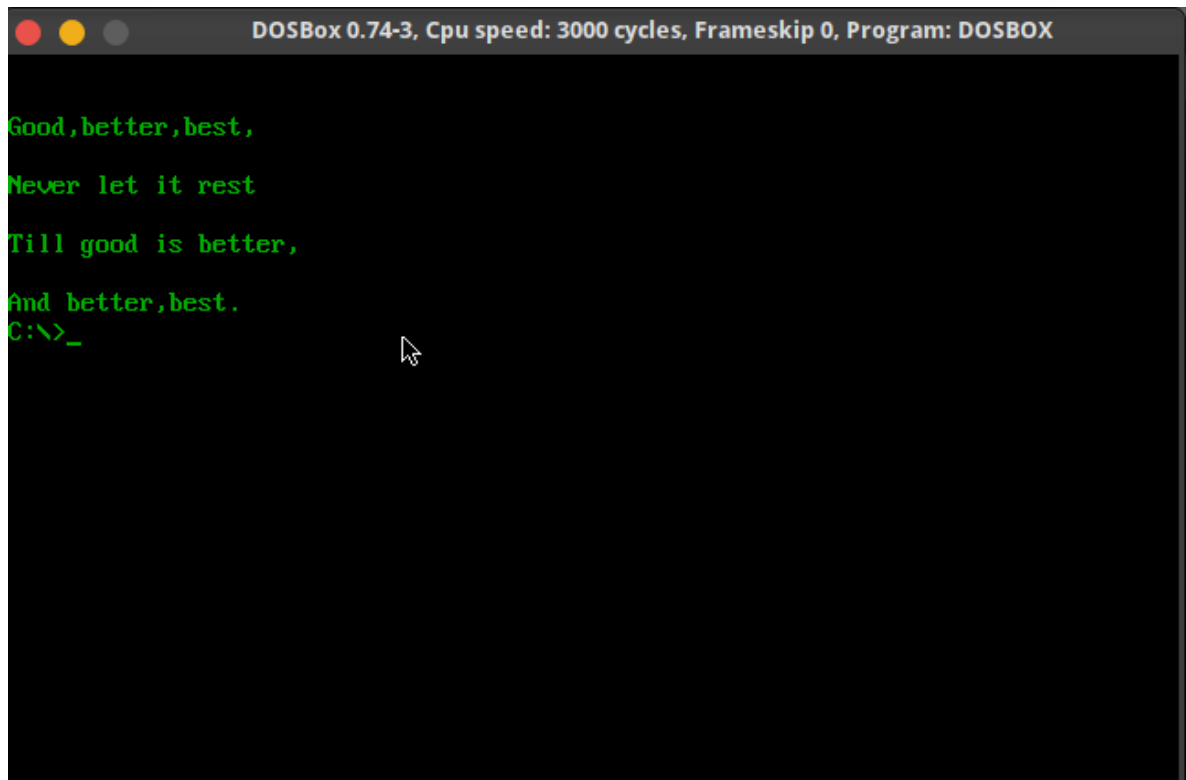 DOSBox 0.74-3, Cpu speed: 3000 cycles, Frameskip 0, Program: DOSBOX
Good,better,best,
Never let it rest
Till good is better,
And better,best.
C:\>_